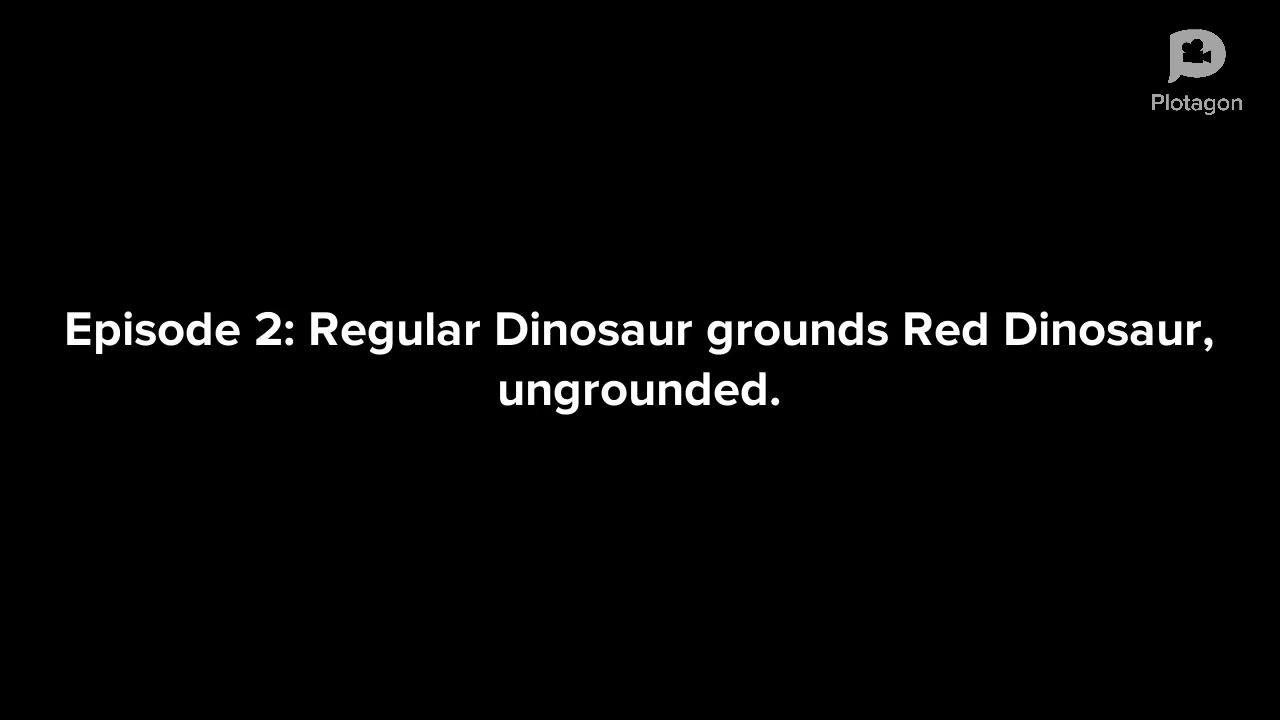 Plotagon
Episode 2: Regular Dinosaur grounds Red Dinosaur,
ungrounded.